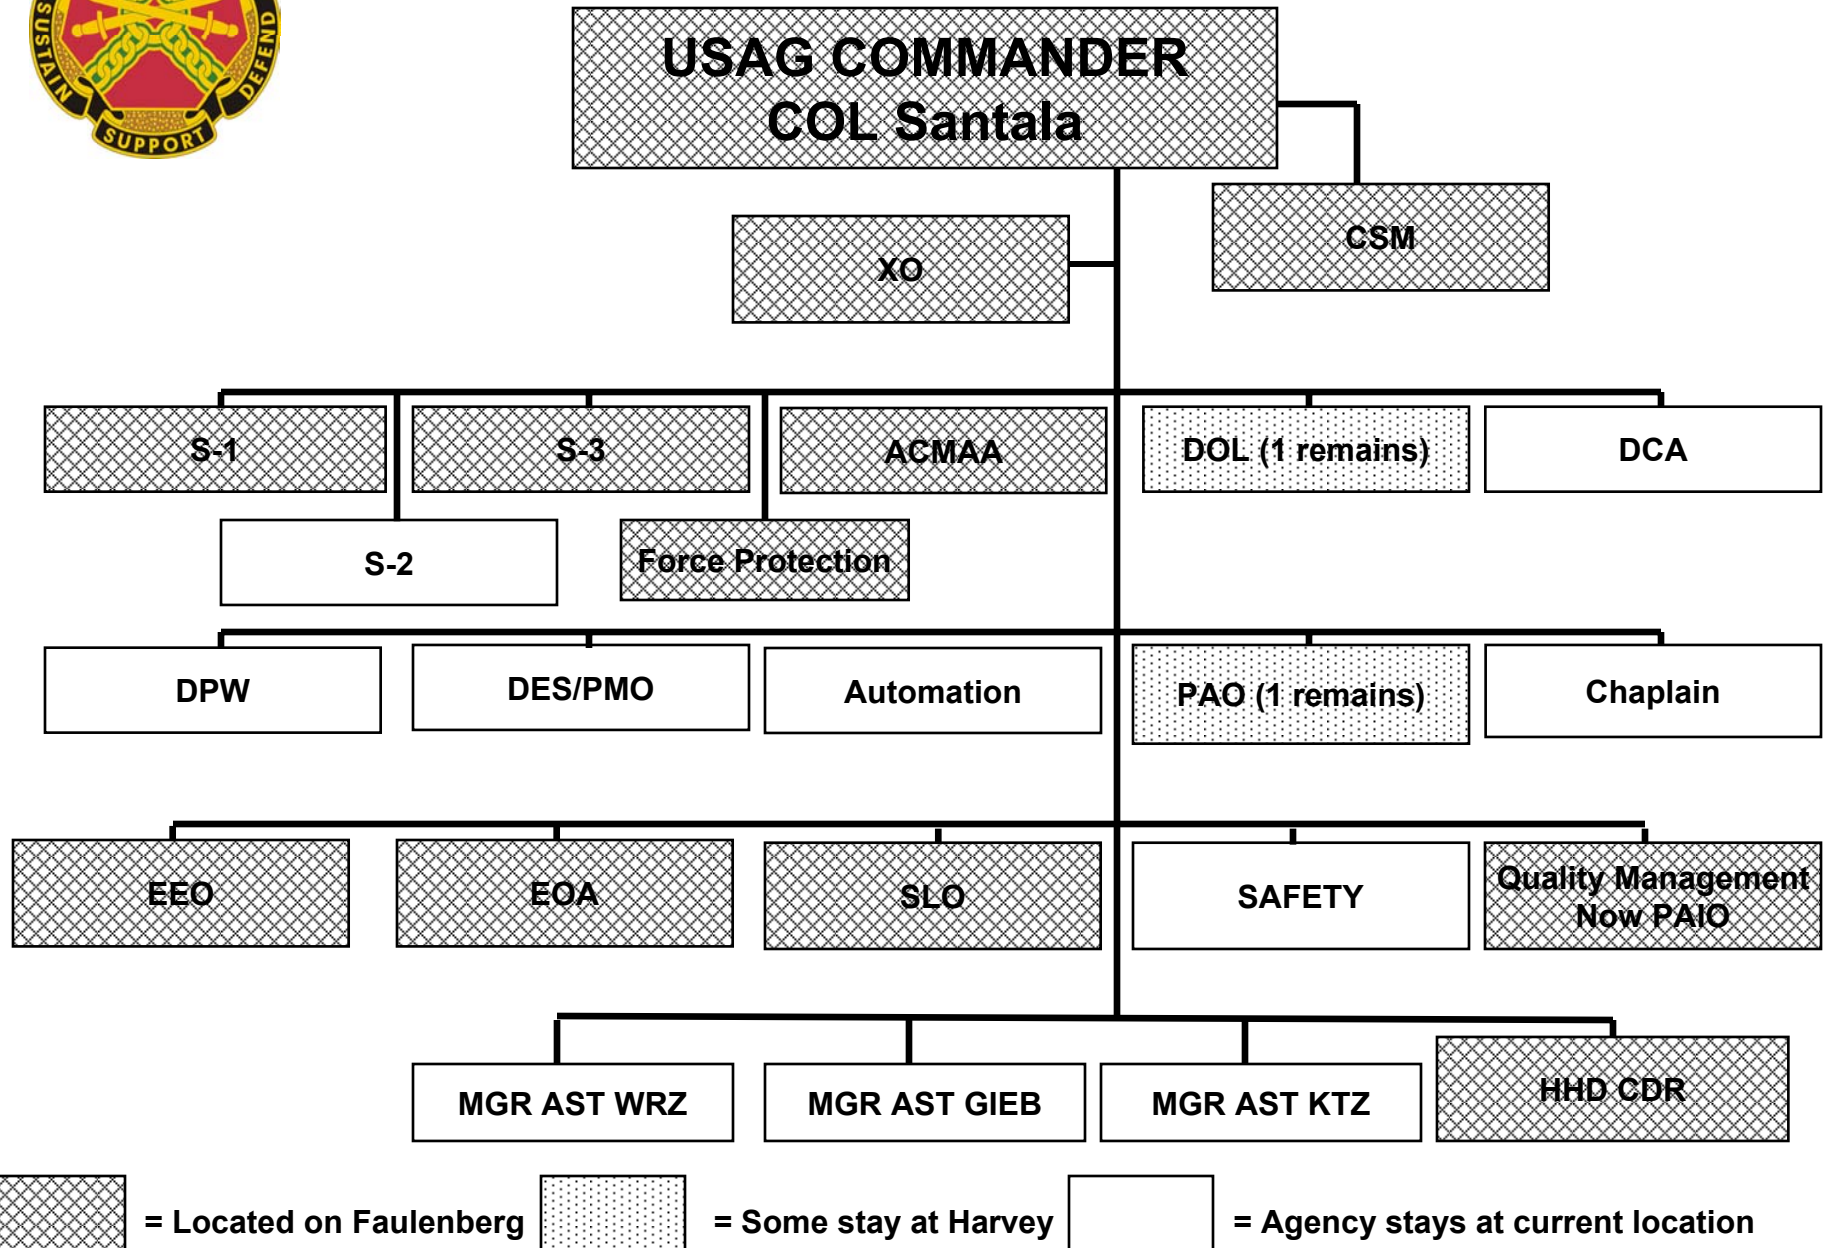 SUSTAIN
SUPPORT
DEFEND
USAG COMMANDER
COL Santala
CSM
XO
S-1
S-3
ACMAA
DOL (1 remains)
DCA
S-2
Force Protection
DPW
DES/PMO
Automation
PAO (1 remains)
Chaplain
EEO
EOA
SLO
SAFETY
Quality Management
Now PAIO
MGR AST WRZ
MGR AST GIEB
MGR AST KTZ
HHD CDR
= Located on Faulenberg
= Some stay at Harvey
= Agency stays at current location